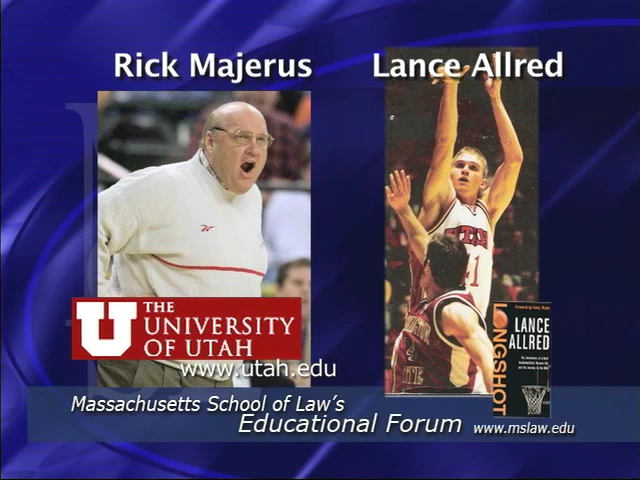 Rick Majerus
Lance Allred
UTAH
U
THE
UNIVERSITY
OF UTAH
www.utah.edu
LONGSHOT
LANCE
ALLRED
Massachusetts School of Law's
Educational Forum
www.mslaw.edu